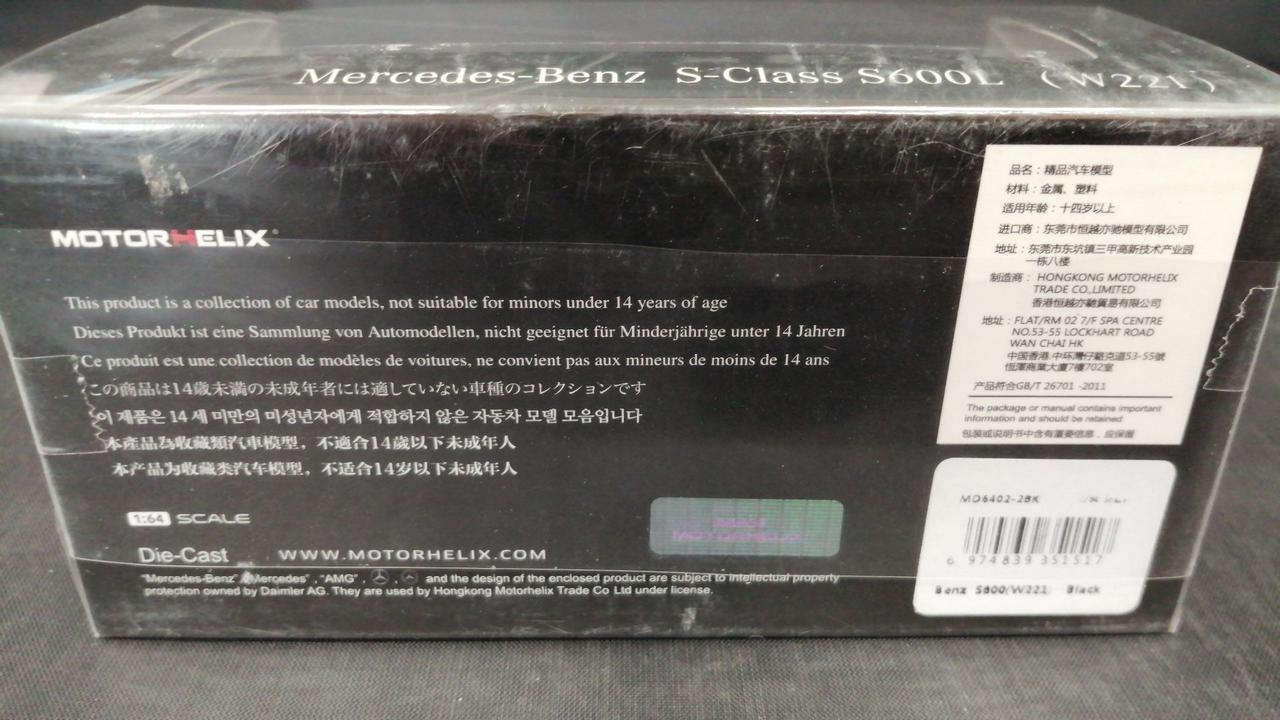 Mercedes-Benz S-Class S600L (W221)
MOTORHELIX®
This product is a collection of car models, not suitable for minors under 14 years of age
Dieses Produkt ist eine Sammlung von Automodellen, nicht geeignet für Minderjährige unter 14 Jahren
Ce produit est une collection de modèles de voitures, ne convient pas aux mineurs de moins de 14 ans
この商品は14歳未満の未成年者には適していない車種のコレクションです
이 제품은 14 세 미만의 미성년자에게 적합하지 않은 자동차 모델 모음입니다
本產品為收藏類汽車模型，不適合14歲以下未成年人
本产品为收藏类汽车模型，不适合14岁以下未成年人
1:64 SCALE
Die-Cast WWW.MOTORHELIX.COM
"Mercedes-Benz" "Mercedes" , "AMG" , , and the design of the enclosed product are subject to intellectual property
protection owned by Daimler AG. They are used by Hongkong Motorhelix Trade Co Ltd under license.
MOTORHELIX
品名：精品汽车模型
材料：金属、塑料
适用年龄：十四岁以上
进口商：东莞市恒越亦驰模型有限公司
地址：东莞市东坑镇三甲高新技术产业园
一栋八楼
制造商： HONGKONG MOTORHELIX
TRADE CO.,LIMITED
香港恒越亦馳貿易有限公司
地址：FLAT/RM 02 7/F SPA CENTRE
NO.53-55 LOCKHART ROAD
WAN CHAI HK
中国香港.中环灣仔駱克道53-55號
恆澤商業大廈7樓702室
产品符合GB/T 26701 -2011
The package or manual contains important
information and should be retained
包装或说明书中含有重要信息，应保留
MD6402-2BK 1/64 Scale
6 974839 351517
Benz S600(W221) Black